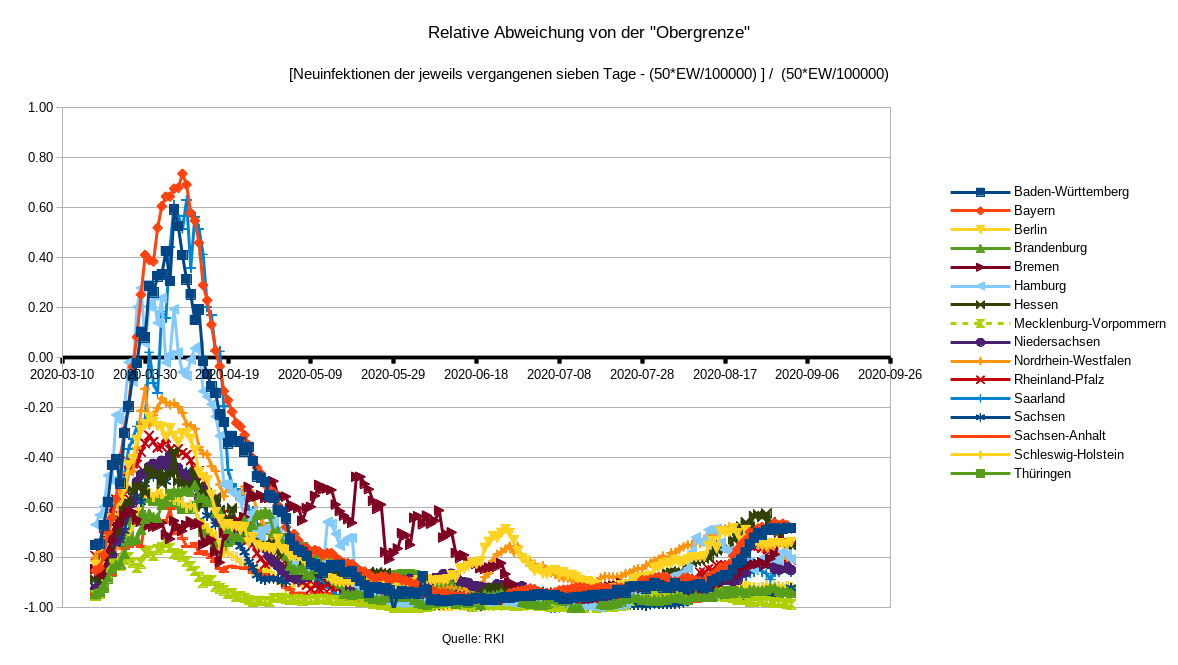 Relative Abweichung von der "Obergrenze"
[Neuinfektionen der jeweils vergangenen sieben Tage - (50*EW/100000) ] /  (50*EW/100000)
1.00
0.80
0.60
0.40
0.20
0.00
-0.20
-0.40
-0.60
-0.80
-1.00
2020-03-10 2020-03-30 2020-04-19 2020-05-09 2020-05-29 2020-06-18 2020-07-08 2020-07-28 2020-08-17 2020-09-06 2020-09-26
Baden-Württemberg
Bayern
Berlin
Brandenburg
Bremen
Hamburg
Hessen
Mecklenburg-Vorpommern
Niedersachsen
Nordrhein-Westfalen
Rheinland-Pfalz
Saarland
Sachsen
Sachsen-Anhalt
Schleswig-Holstein
Thüringen
Quelle: RKI